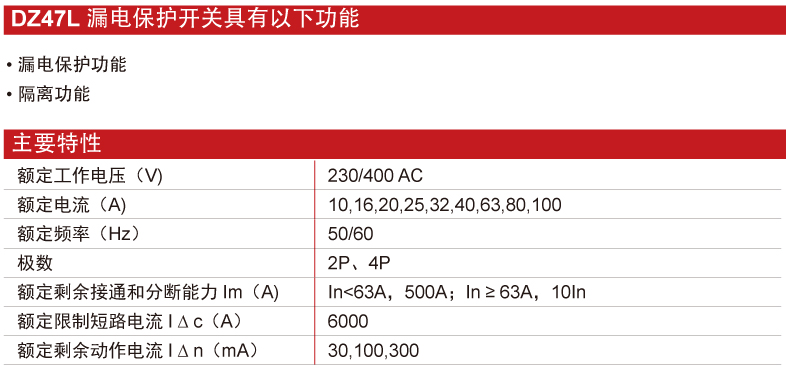 DZ47L 漏电保护开关具有以下功能
• 漏电保护功能
• 隔离功能
主要特性
额定工作电压（V) 230/400 AC
额定电流（A) 10,16,20,25,32,40,63,80,100
额定频率（Hz） 50/60
极数 2P、4P
额定剩余接通和分断能力 Im（A) In<63A，500A；In ≥ 63A，10In
额定限制短路电流 I Δ c（A） 6000
额定剩余动作电流 I Δ n（mA） 30,100,300